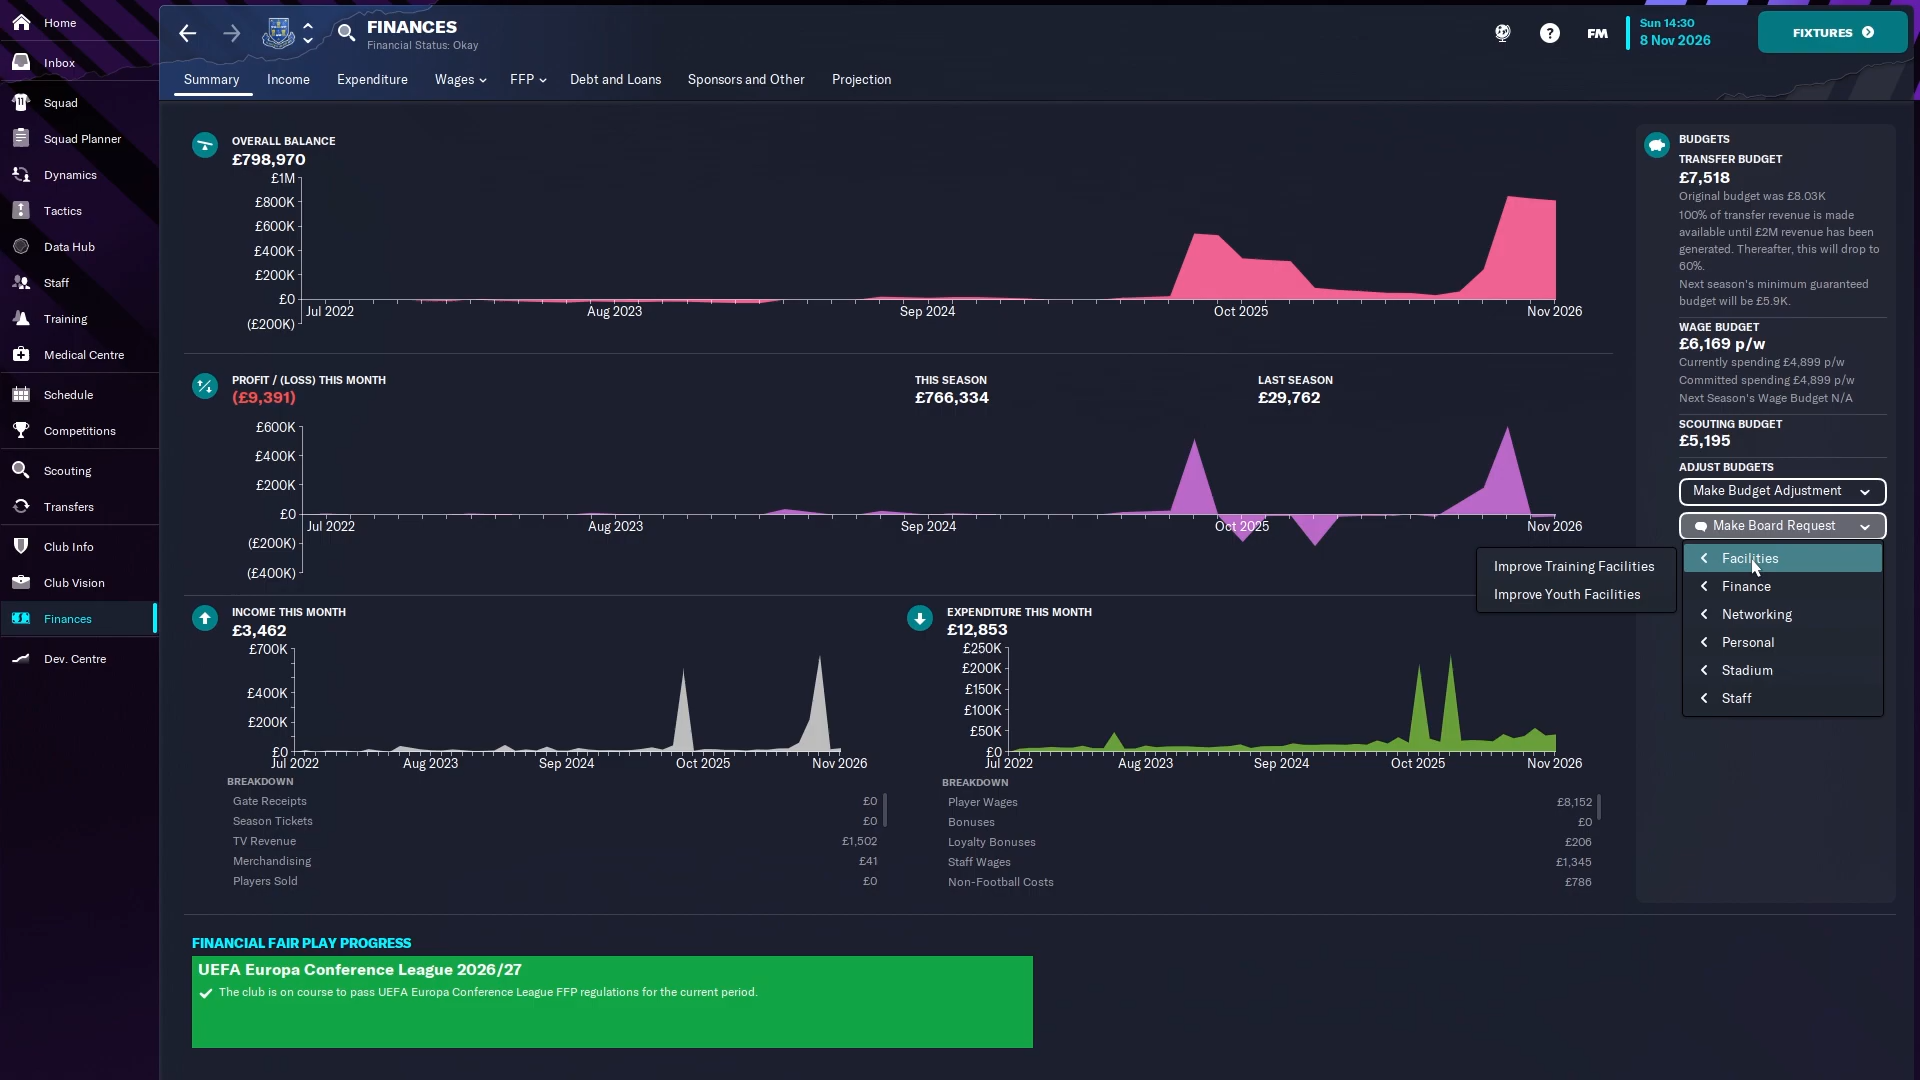 Home
Inbox
Squad
Squad Planner
Dynamics
Tactics
Data Hub
Staff
Training
Medical Centre
Schedule
Competitions
Scouting
Transfers
Club Info
Club Vision
Finances
Dev. Centre
FINANCES
Financial Status: Okay
FM
Sun 14:30
8 Nov 2026
FIXTURES
Summary
Income
Expenditure
Wages
FFP
Debt and Loans
Sponsors and Other
Projection
OVERALL BALANCE
£798,970
£1M
£800K
£600K
£400K
£200K
£0
(£200K)
Jul 2022
Aug 2023
Sep 2024
Oct 2025
Nov 2026
PROFIT / (LOSS) THIS MONTH
(£9,391)
THIS SEASON
£766,334
LAST SEASON
£29,762
£600K
£400K
£200K
£0
(£200K)
(£400K)
Jul 2022
Aug 2023
Sep 2024
Oct 2025
Nov 2026
INCOME THIS MONTH
£3,462
£700K
£400K
£200K
£0
Jul 2022
Aug 2023
Sep 2024
Oct 2025
Nov 2026
BREAKDOWN
Gate Receipts £0
Season Tickets £0
TV Revenue £1,502
Merchandising £41
Players Sold £0
EXPENDITURE THIS MONTH
£12,853
£250K
£200K
£150K
£100K
£50K
£0
Jul 2022
Aug 2023
Sep 2024
Oct 2025
Nov 2026
BREAKDOWN
Player Wages £8,152
Bonuses £0
Loyalty Bonuses £206
Staff Wages £1,345
Non-Football Costs £786
FINANCIAL FAIR PLAY PROGRESS
UEFA Europa Conference League 2026/27
The club is on course to pass UEFA Europa Conference League FFP regulations for the current period.
BUDGETS
TRANSFER BUDGET
£7,518
Original budget was £8.03K
100% of transfer revenue is made
available until £2M revenue has been
generated. Thereafter, this will drop to
60%.
Next season's minimum guaranteed
budget will be £5.9K.
WAGE BUDGET
£6,169 p/w
Currently spending £4,899 p/w
Committed spending £4,899 p/w
Next Season's Wage Budget N/A
SCOUTING BUDGET
£5,195
ADJUST BUDGETS
Make Budget Adjustment
Make Board Request
Facilities
Finance
Networking
Personal
Stadium
Staff
Improve Training Facilities
Improve Youth Facilities